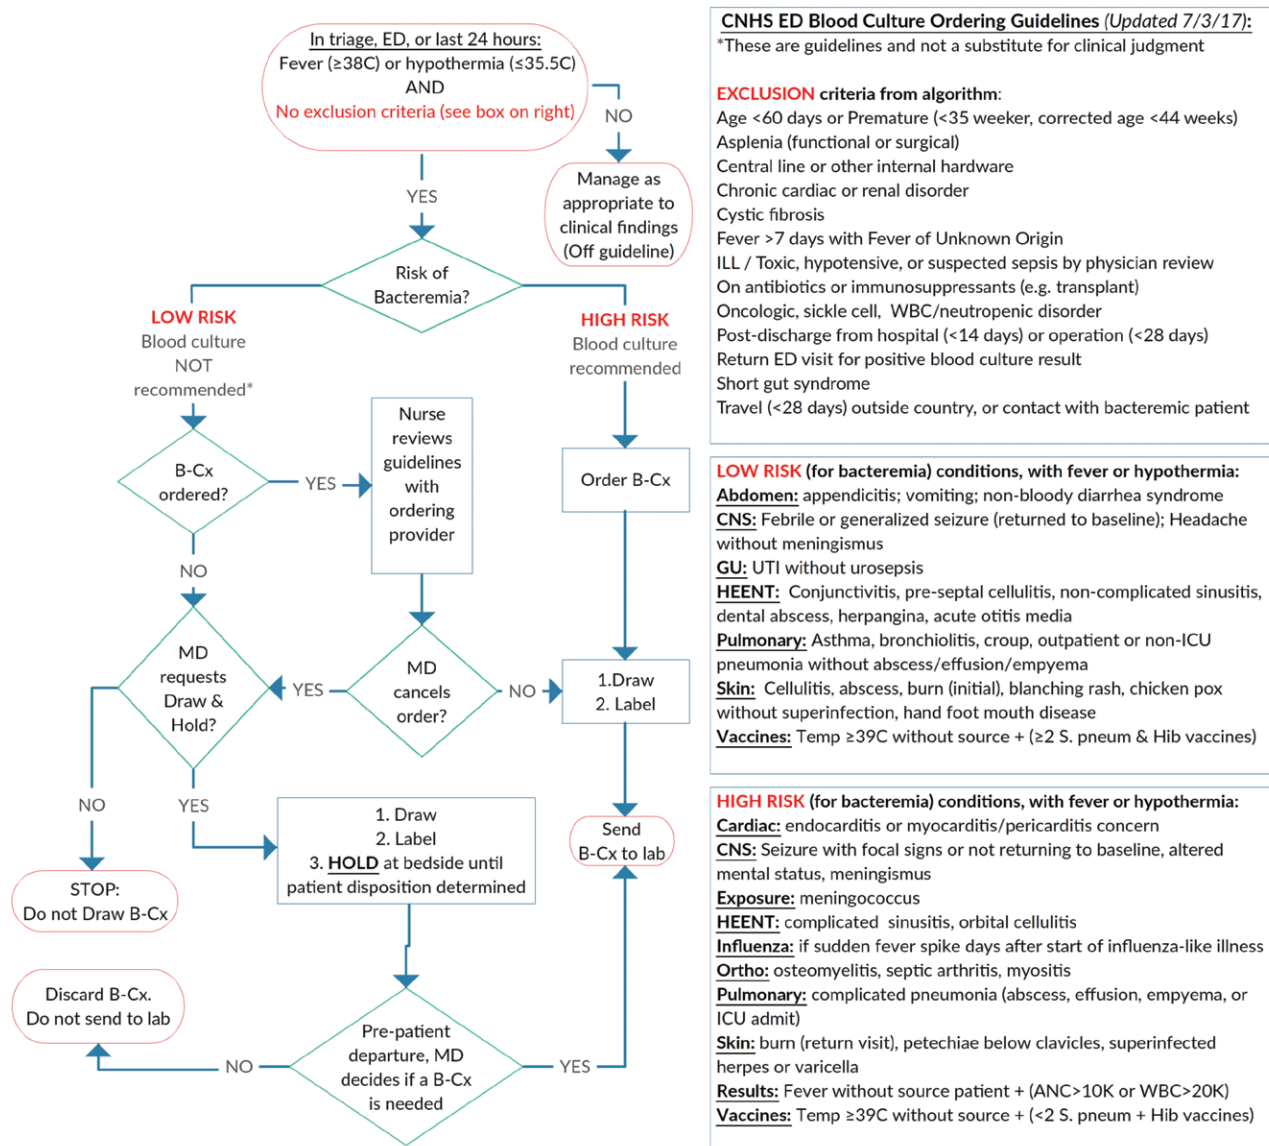 In triage, ED, or last 24 hours:
Fever (≥38C) or hypothermia (≤35.5C)
AND
No exclusion criteria (see box on right)
NO
Manage as
appropriate to
clinical findings
(Off guideline)
YES
Risk of
Bacteremia?
LOW RISK
Blood culture
NOT
recommended*
HIGH RISK
Blood culture
recommended
B-Cx
ordered?
YES
Nurse
reviews
guidelines
with
ordering
provider
Order B-Cx
NO
MD
requests
Draw &
Hold?
YES
MD
cancels
order?
NO
1.Draw
2. Label
NO
YES
1. Draw
2. Label
3. HOLD at bedside until
patient disposition determined
Send
B-Cx to lab
STOP:
Do not Draw B-Cx
Discard B-Cx.
Do not send to lab
NO
Pre-patient
departure, MD
decides if a B-Cx
is needed
YES
CNHS ED Blood Culture Ordering Guidelines (Updated 7/3/17):
*These are guidelines and not a substitute for clinical judgment
EXCLUSION criteria from algorithm:
Age <60 days or Premature (<35 weeker, corrected age <44 weeks)
Asplenia (functional or surgical)
Central line or other internal hardware
Chronic cardiac or renal disorder
Cystic fibrosis
Fever >7 days with Fever of Unknown Origin
ILL / Toxic, hypotensive, or suspected sepsis by physician review
On antibiotics or immunosuppressants (e.g. transplant)
Oncologic, sickle cell, WBC/neutropenic disorder
Post-discharge from hospital (<14 days) or operation (<28 days)
Return ED visit for positive blood culture result
Short gut syndrome
Travel (<28 days) outside country, or contact with bacteremic patient
LOW RISK (for bacteremia) conditions, with fever or hypothermia:
Abdomen: appendicitis; vomiting; non-bloody diarrhea syndrome
CNS: Febrile or generalized seizure (returned to baseline); Headache
without meningismus
GU: UTI without urosepsis
HEENT: Conjunctivitis, pre-septal cellulitis, non-complicated sinusitis,
dental abscess, herpangina, acute otitis media
Pulmonary: Asthma, bronchiolitis, croup, outpatient or non-ICU
pneumonia without abscess/effusion/empyema
Skin: Cellulitis, abscess, burn (initial), blanching rash, chicken pox
without superinfection, hand foot mouth disease
Vaccines: Temp ≥39C without source + (≥2 S. pneum & Hib vaccines)
HIGH RISK (for bacteremia) conditions, with fever or hypothermia:
Cardiac: endocarditis or myocarditis/pericarditis concern
CNS: Seizure with focal signs or not returning to baseline, altered
mental status, meningismus
Exposure: meningococcus
HEENT: complicated sinusitis, orbital cellulitis
Influenza: if sudden fever spike days after start of influenza-like illness
Ortho: osteomyelitis, septic arthritis, myositis
Pulmonary: complicated pneumonia (abscess, effusion, empyema, or
ICU admit)
Skin: burn (return visit), petechiae below clavicles, superinfected
herpes or varicella
Results: Fever without source patient + (ANC>10K or WBC>20K)
Vaccines: Temp ≥39C without source + (<2 S. pneum + Hib vaccines)